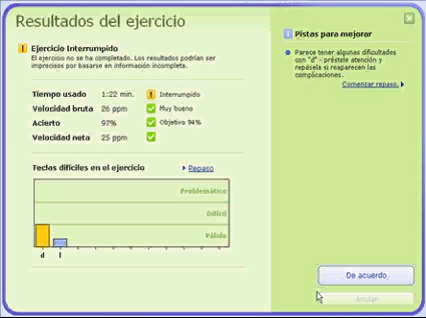 Resultados del ejercicio
Ejercicio Interrumpido
El ejercicio no se ha completado. Los resultados podrían ser
imprecisos por basarse en información incompleta.
Tiempo usado 1:22 min. Interrumpido
Velocidad bruta 26 ppm Muy bueno
Acierto 97% Objetivo 94%
Velocidad neta 25 ppm
Teclas difíciles en el ejercicio Repaso
Problemático
Difícil
Válido
d l
Pistas para mejorar
Parece tener algunas dificultades
con "d" - préstele atención y
repásela si reaparecen las
complicaciones.
Comenzar repaso.
De acuerdo
Anular